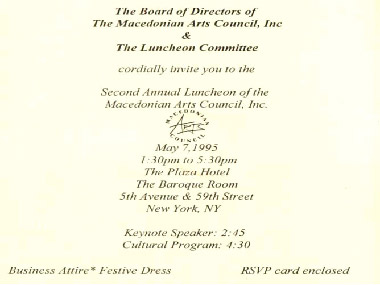 The Board of Directors of
The Macedonian Arts Council, Inc
&
The Luncheon Committee
cordially invite you to the
Second Annual Luncheon of the
Macedonian Arts Council, Inc.
MACEDONIAN
ARTS
COUNCIL
May 7,1995
1:30pm to 5:30pm
The Plaza Hotel
The Baroque Room
5th Avenue & 59th Street
New York, NY
Keynote Speaker: 2:45
Cultural Program: 4:30
Business Attire* Festive Dress RSVP card enclosed